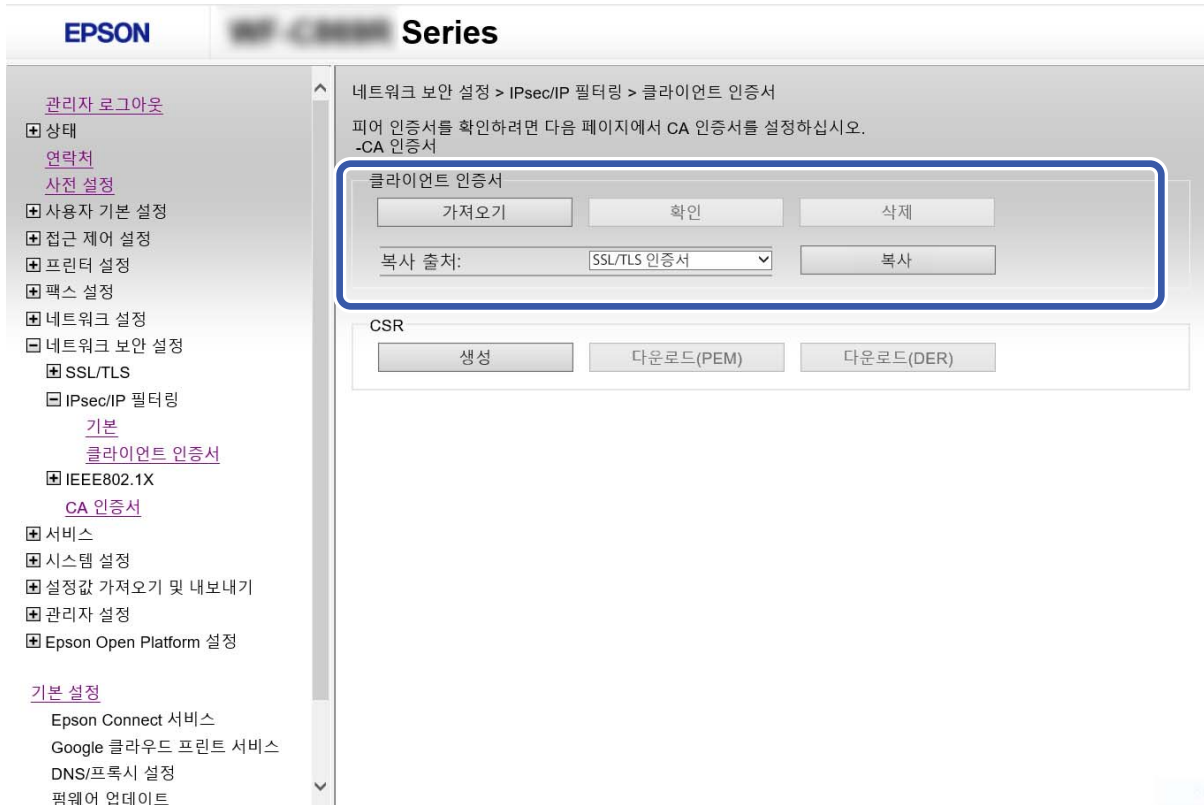 EPSON
Series
관리자 로그아웃
상태
연락처
사전 설정
사용자 기본 설정
접근 제어 설정
프린터 설정
팩스 설정
네트워크 설정
네트워크 보안 설정
SSL/TLS
IPsec/IP 필터링
기본
클라이언트 인증서
IEEE802.1X
CA 인증서
서비스
시스템 설정
설정값 가져오기 및 내보내기
관리자 설정
Epson Open Platform 설정
기본 설정
Epson Connect 서비스
Google 클라우드 프린트 서비스
DNS/프록시 설정
펌웨어 업데이트
네트워크 보안 설정 > IPsec/IP 필터링 > 클라이언트 인증서
피어 인증서를 확인하려면 다음 페이지에서 CA 인증서를 설정하십시오.
-CA 인증서
클라이언트 인증서
가져오기 확인 삭제
복사 출처: SSL/TLS 인증서 복사
CSR
생성 다운로드(PEM) 다운로드(DER)